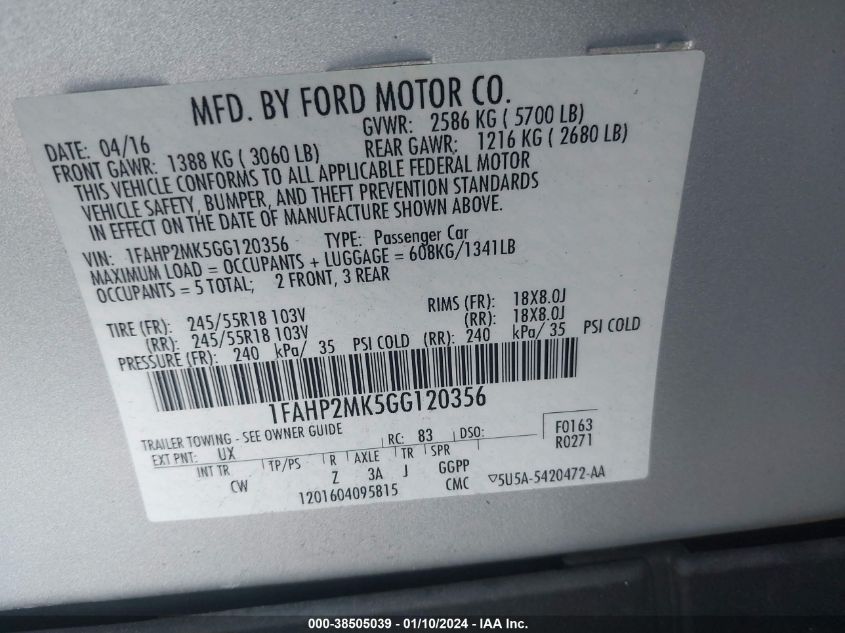 MFD. BY FORD MOTOR CO.
DATE: 04/16 GVWR: 2586 KG ( 5700 LB)
FRONT GAWR: 1388 KG ( 3060 LB) REAR GAWR: 1216 KG ( 2680 LB)
THIS VEHICLE CONFORMS TO ALL APPLICABLE FEDERAL MOTOR
VEHICLE SAFETY, BUMPER, AND THEFT PREVENTION STANDARDS
IN EFFECT ON THE DATE OF MANUFACTURE SHOWN ABOVE.
VIN: 1FAHP2MK5GG120356 TYPE: Passenger Car
MAXIMUM LOAD = OCCUPANTS + LUGGAGE = 608KG/1341LB
OCCUPANTS = 5 TOTAL; 2 FRONT, 3 REAR
TIRE (FR): 245/55R18 103V RIMS (FR): 18X8.0J
(RR): 245/55R18 103V (RR): 18X8.0J
PRESSURE (FR): 240 kPa/ 35 PSI COLD (RR): 240 kPa/ 35 PSI COLD
1FAHP2MK5GG120356
TRAILER TOWING - SEE OWNER GUIDE
EXT PNT: UX RC: 83 DSO: F0163
R0271
INT TR TP/PS R AXLE TR SPR
CW Z 3A J GGPP
1201604095815 CMC ▽5U5A-5420472-AA
000-38505039 - 01/10/2024 - IAA Inc.